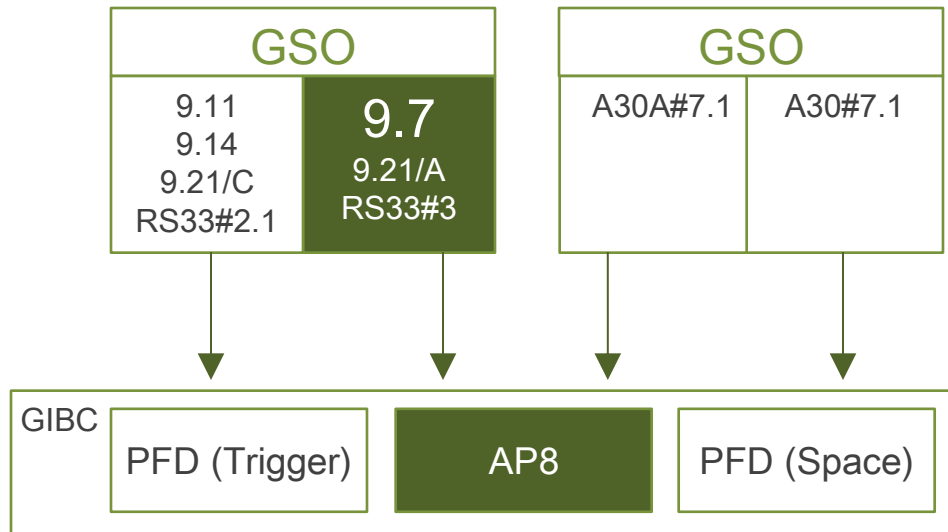 GSO
9.11
9.14
9.21/C
RS33#2.1
9.7
9.21/A
RS33#3
GSO
A30A#7.1
A30#7.1
GIBC
PFD (Trigger)
AP8
PFD (Space)